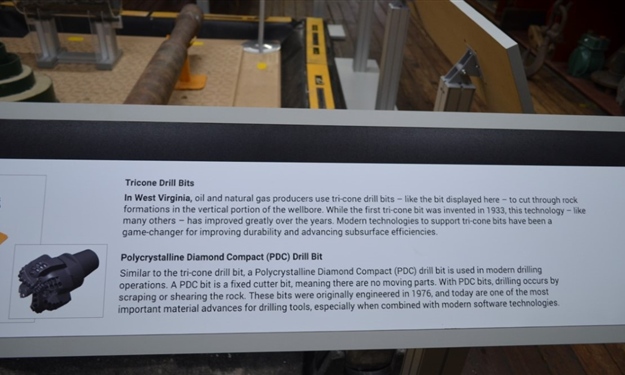 Tricone Drill Bits
In West Virginia, oil and natural gas producers use tri-cone drill bits – like the bit displayed here – to cut through rock
formations in the vertical portion of the wellbore. While the first tri-cone bit was invented in 1933, this technology – like
many others – has improved greatly over the years. Modern technologies to support tri-cone bits have been a
game-changer for improving durability and advancing subsurface efficiencies.
Polycrystalline Diamond Compact (PDC) Drill Bit
Similar to the tri-cone drill bit, a Polycrystalline Diamond Compact (PDC) drill bit is used in modern drilling
operations. A PDC bit is a fixed cutter bit, meaning there are no moving parts. With PDC bits, drilling occurs by
scraping or shearing the rock. These bits were originally engineered in 1976, and today are one of the most
important material advances for drilling tools, especially when combined with modern software technologies.